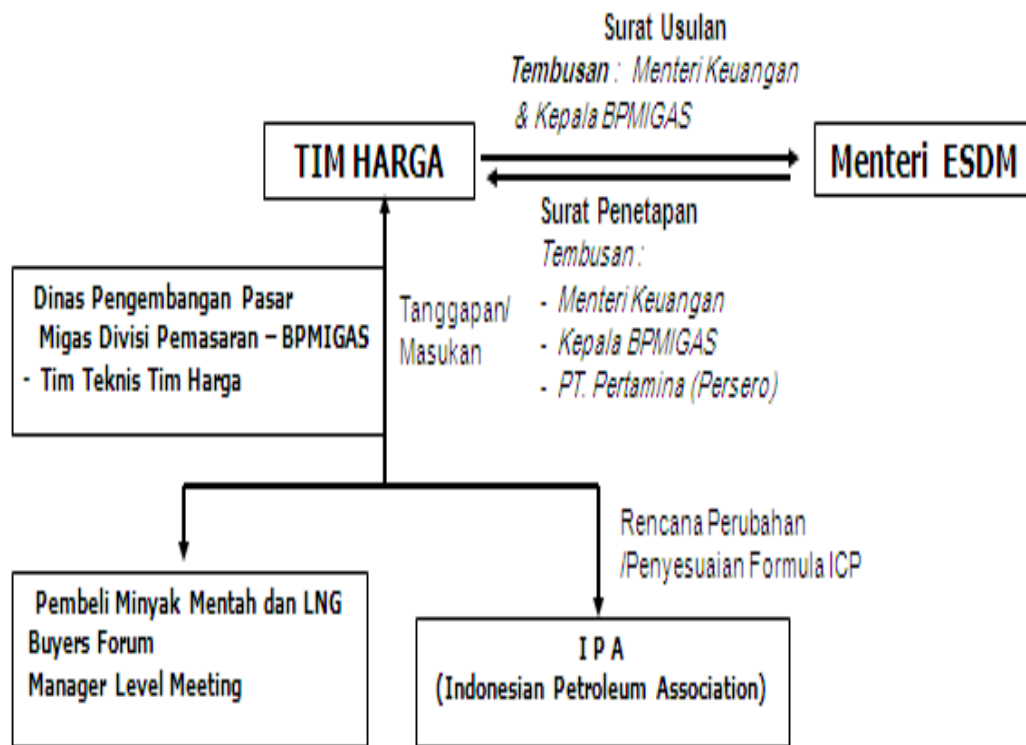 Surat Usulan
Tembusan : Menteri Keuangan
& Kepala BPMIGAS
TIM HARGA
Menteri ESDM
Surat Penetapan
Tembusan :
- Menteri Keuangan
- Kepala BPMIGAS
- PT. Pertamina (Persero)
Dinas Pengembangan Pasar
Migas Divisi Pemasaran – BPMIGAS
- Tim Teknis Tim Harga
Tanggapan/
Masukan
Rencana Perubahan
/Penyesuaian Formula ICP
Pembeli Minyak Mentah dan LNG
Buyers Forum
Manager Level Meeting
I P A
(Indonesian Petroleum Association)